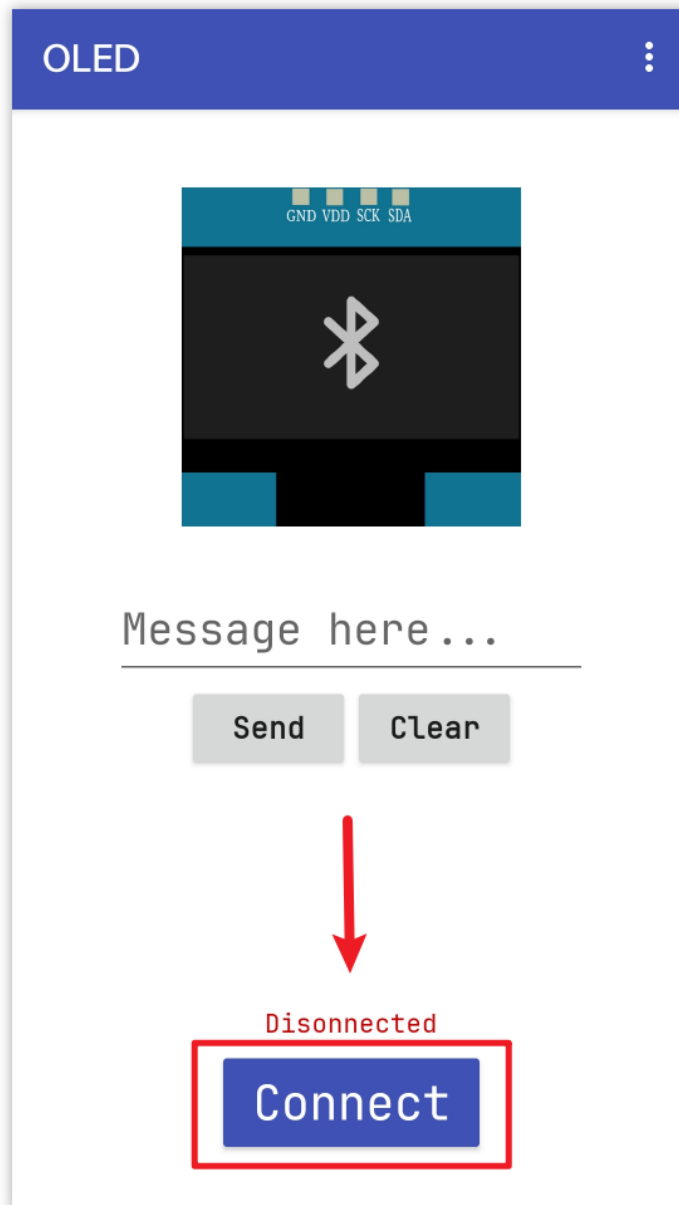 OLED
GND VDD SCK SDA
Message here...
Send Clear
Disonnected
Connect